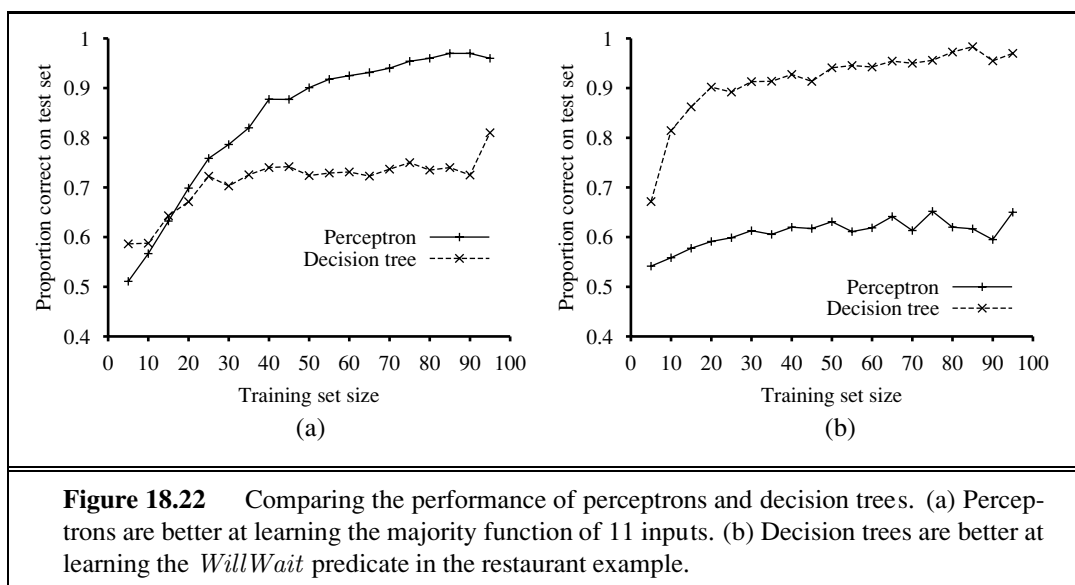 Proportion correct on test set
1
0.9
0.8
0.7
0.6
0.5
0.4
Perceptron
Decision tree
0 10 20 30 40 50 60 70 80 90 100
Training set size
(a)
Proportion correct on test set
1
0.9
0.8
0.7
0.6
0.5
0.4
Perceptron
Decision tree
0 10 20 30 40 50 60 70 80 90 100
Training set size
(b)
Figure 18.22 Comparing the performance of perceptrons and decision trees. (a) Percep-
trons are better at learning the majority function of 11 inputs. (b) Decision trees are better at
learning the WillWait predicate in the restaurant example.